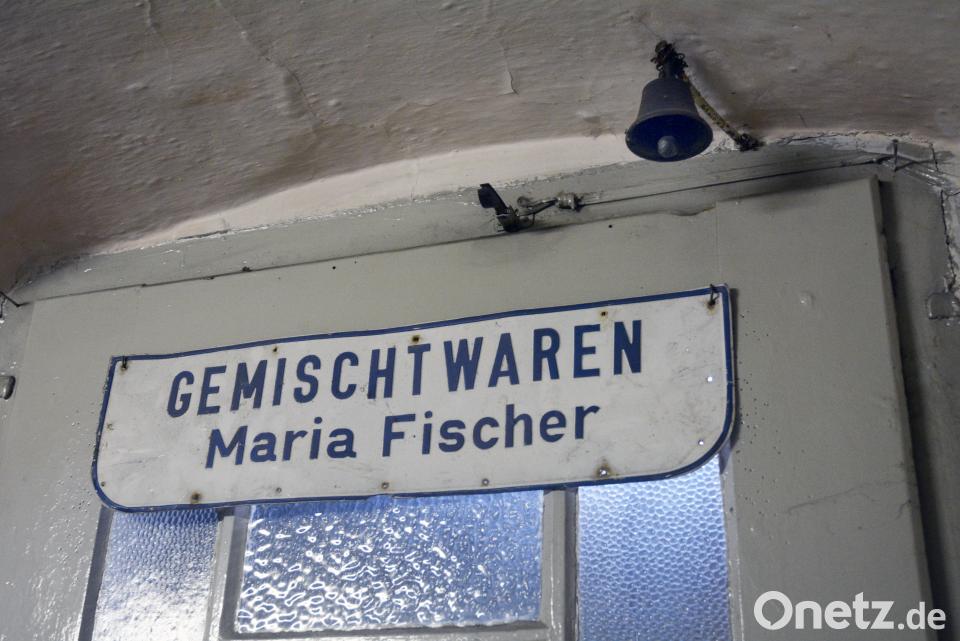 GEMISCHTWAREN
Maria Fischer
Onetz.de